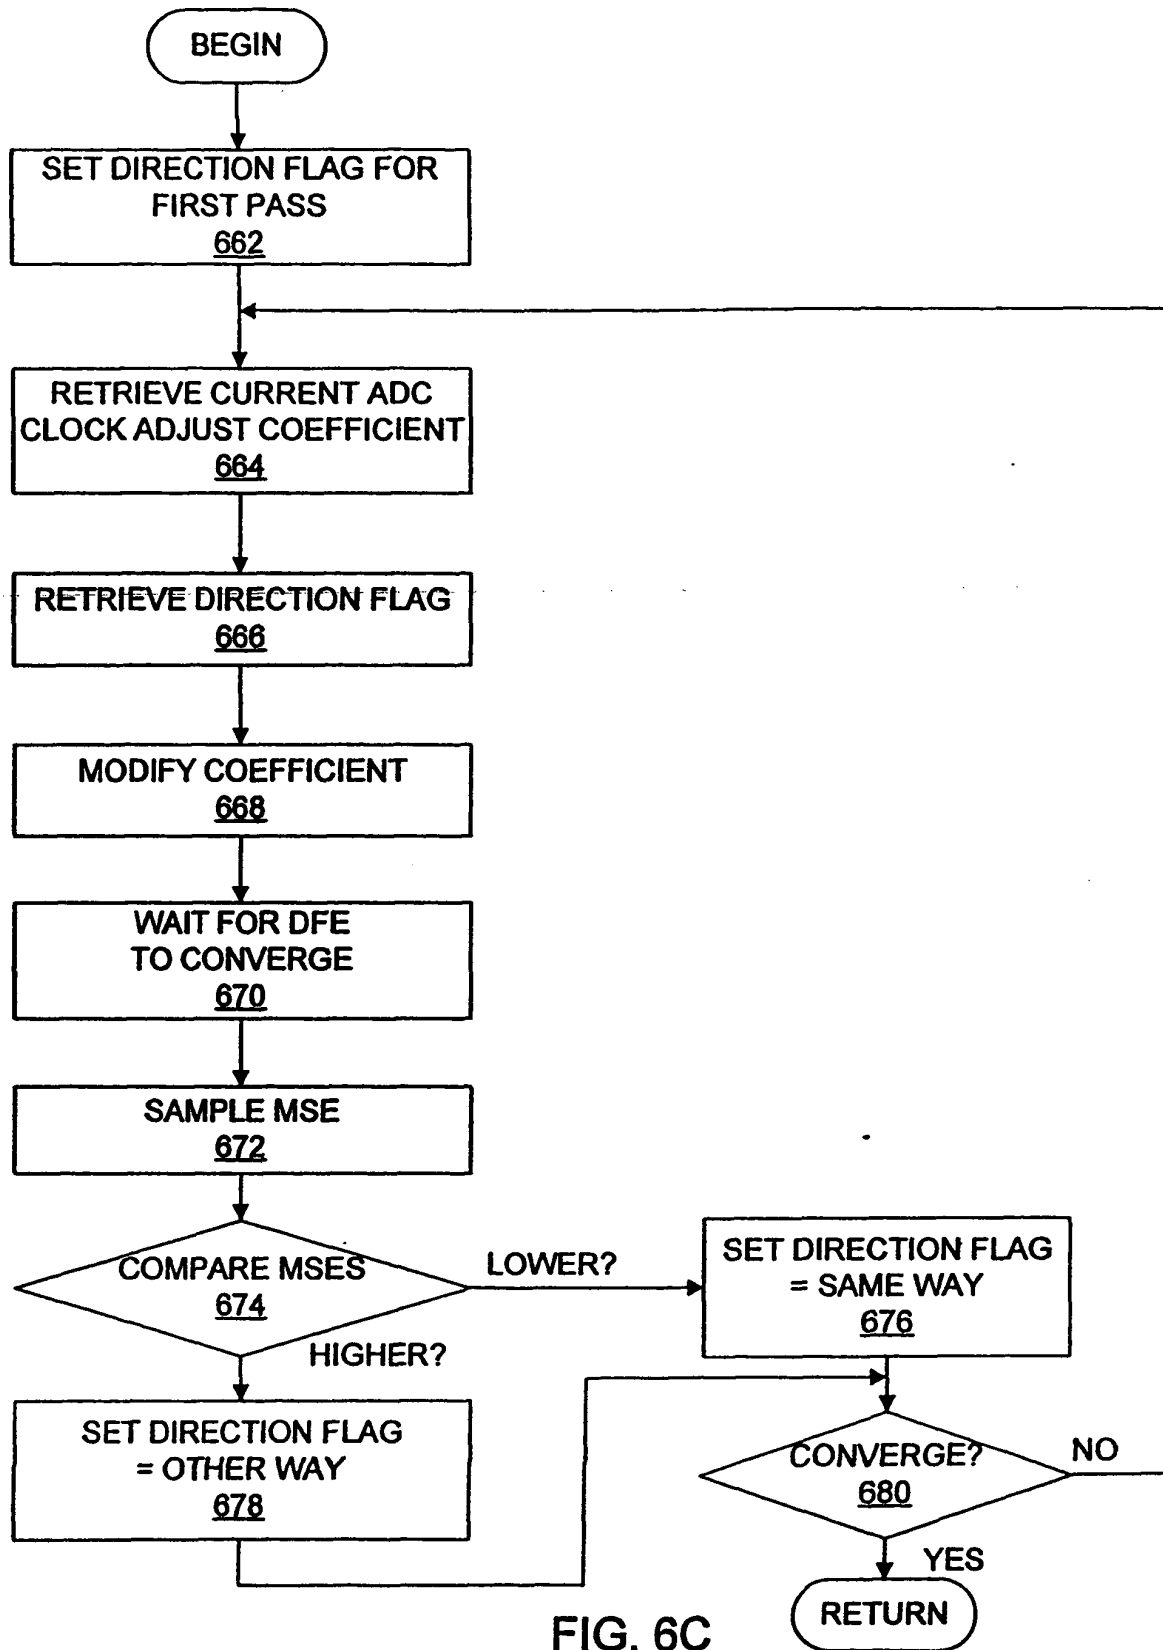 BEGIN
SET DIRECTION FLAG FOR
FIRST PASS
662
RETRIEVE CURRENT ADC
CLOCK ADJUST COEFFICIENT
664
RETRIEVE DIRECTION FLAG
666
MODIFY COEFFICIENT
668
WAIT FOR DFE
TO CONVERGE
670
SAMPLE MSE
672
COMPARE MSES
674
LOWER?
HIGHER?
SET DIRECTION FLAG
= SAME WAY
676
SET DIRECTION FLAG
= OTHER WAY
678
CONVERGE?
680
NO
YES
RETURN
FIG. 6C